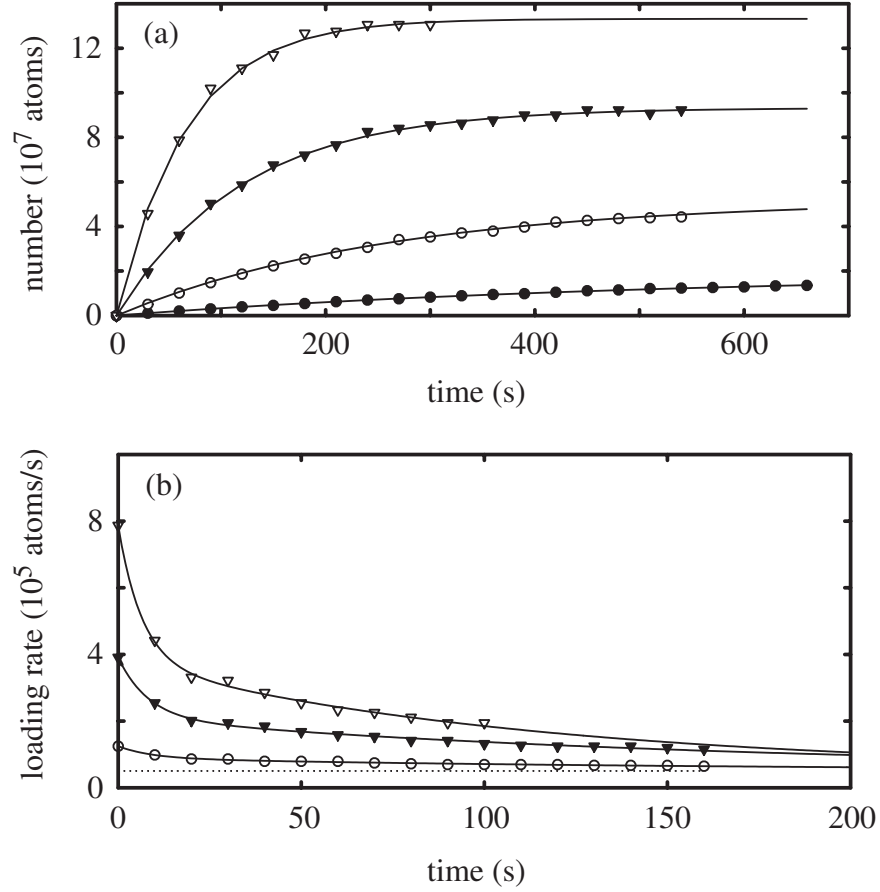 (a)
12
8
4
0
number (10⁷ atoms)
0 200 400 600
time (s)
(b)
8
4
0
loading rate (10⁵ atoms/s)
0 50 100 150 200
time (s)